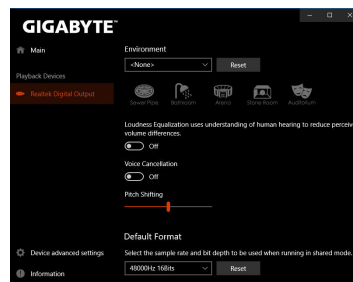 GIGABYTE™
Main
Playback Devices
Realtek Digital Output
Device advanced settings
Information
Environment
<None>
Reset
Sewer Pipe
Bathroom
Arena
Stone Room
Auditorium
Loudness Equalization uses understanding of human hearing to reduce perceiv
volume differences.
Off
Voice Cancellation
Off
Pitch Shifting
Default Format
Select the sample rate and bit depth to be used when running in shared mode.
48000Hz 16Bits
Reset